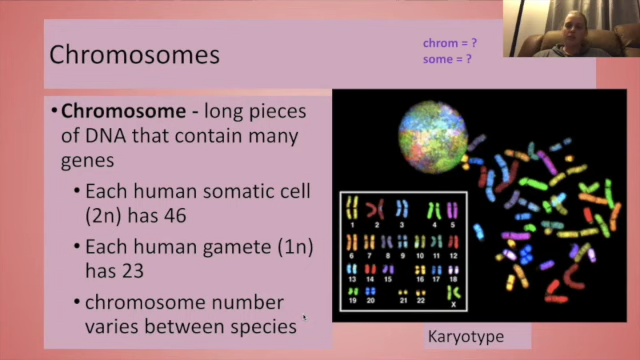 Chromosomes
chrom = ?
some = ?
•Chromosome - long pieces
of DNA that contain many
genes
• Each human somatic cell
(2n) has 46
• Each human gamete (1n)
has 23
• chromosome number
varies between species
1 2 3 4 5
6 7 8 9 10 11 12
13 14 15 16 17 18
19 20 21 22 X
Karyotype